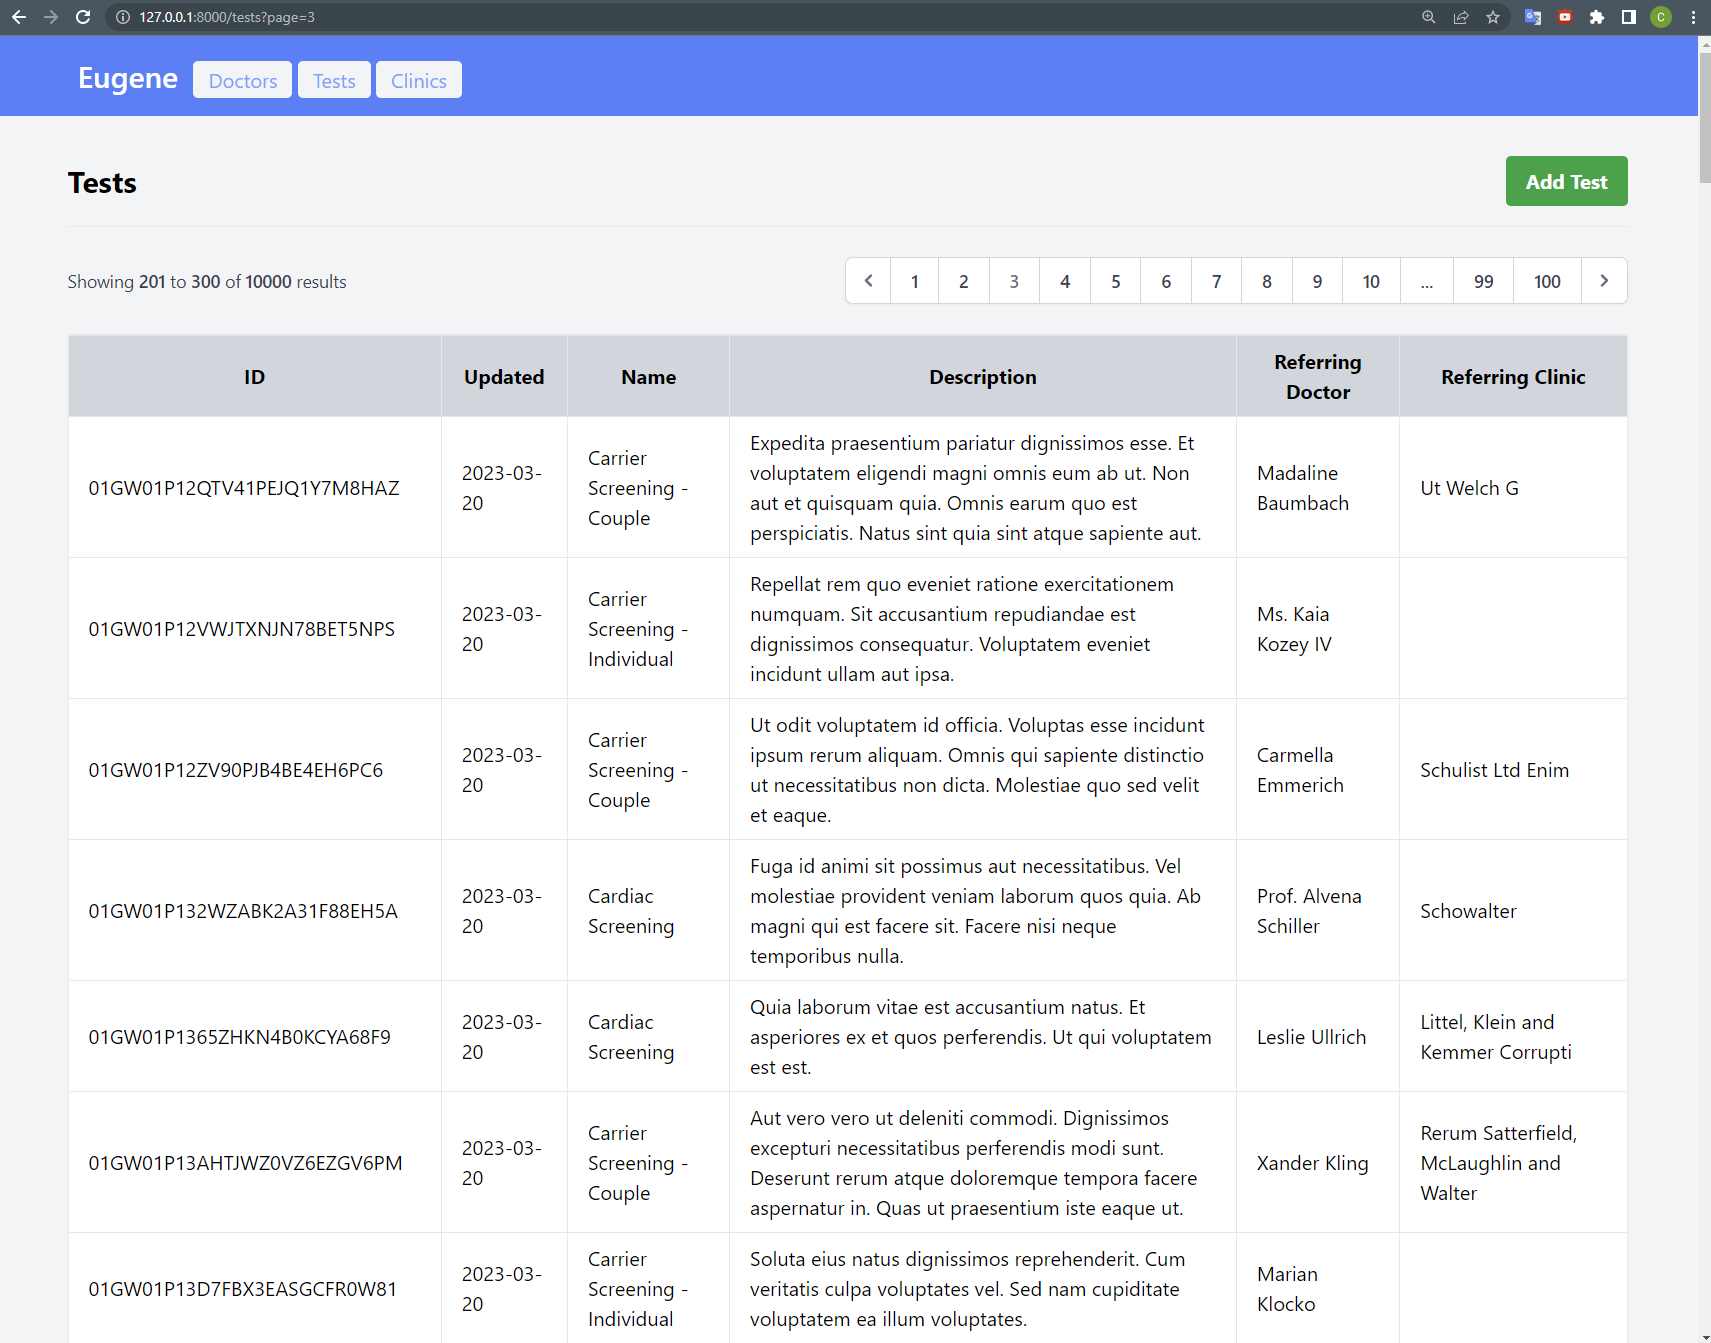 127.0.0.1:8000/tests?page=3
C
Eugene Doctors Tests Clinics
Tests Add Test
Showing 201 to 300 of 10000 results 1 2 3 4 5 6 7 8 9 10 ... 99 100
ID Updated Name Description Referring Doctor Referring Clinic
01GW01P12QTV41PEJQ1Y7M8HAZ
2023-03-
20
Carrier
Screening -
Couple
Expedita praesentium pariatur dignissimos esse. Et
voluptatem eligendi magni omnis eum ab ut. Non
aut et quisquam quia. Omnis earum quo est
perspiciatis. Natus sint quia sint atque sapiente aut.
Madaline
Baumbach
Ut Welch G
01GW01P12VWJTXNJN78BET5NPS
2023-03-
20
Carrier
Screening -
Individual
Repellat rem quo eveniet ratione exercitationem
numquam. Sit accusantium repudiandae est
dignissimos consequatur. Voluptatem eveniet
incidunt ullam aut ipsa.
Ms. Kaia
Kozey IV
01GW01P12ZV90PJB4BE4EH6PC6
2023-03-
20
Carrier
Screening -
Couple
Ut odit voluptatem id officia. Voluptas esse incidunt
ipsum rerum aliquam. Omnis qui sapiente distinctio
ut necessitatibus non dicta. Molestiae quo sed velit
et eaque.
Carmella
Emmerich
Schulist Ltd Enim
01GW01P132WZABK2A31F88EH5A
2023-03-
20
Cardiac
Screening
Fuga id animi sit possimus aut necessitatibus. Vel
molestiae provident veniam laborum quos quia. Ab
magni qui est facere sit. Facere nisi neque
temporibus nulla.
Prof. Alvena
Schiller
Schowalter
01GW01P1365ZHKN4B0KCYA68F9
2023-03-
20
Cardiac
Screening
Quia laborum vitae est accusantium natus. Et
asperiores ex et quos perferendis. Ut qui voluptatem
est est.
Leslie Ullrich
Littel, Klein and
Kemmer Corrupti
01GW01P13AHTJWZ0VZ6EZGV6PM
2023-03-
20
Carrier
Screening -
Couple
Aut vero vero ut deleniti commodi. Dignissimos
excepturi necessitatibus perferendis modi sunt.
Deserunt rerum atque doloremque tempora facere
aspernatur in. Quas ut praesentium iste eaque ut.
Xander Kling
Rerum Satterfield,
McLaughlin and
Walter
01GW01P13D7FBX3EASGCFR0W81
2023-03-
20
Carrier
Screening -
Individual
Soluta eius natus dignissimos reprehenderit. Cum
veritatis culpa voluptates vel. Sed nam cupiditate
voluptatem ea illum voluptates.
Marian
Klocko